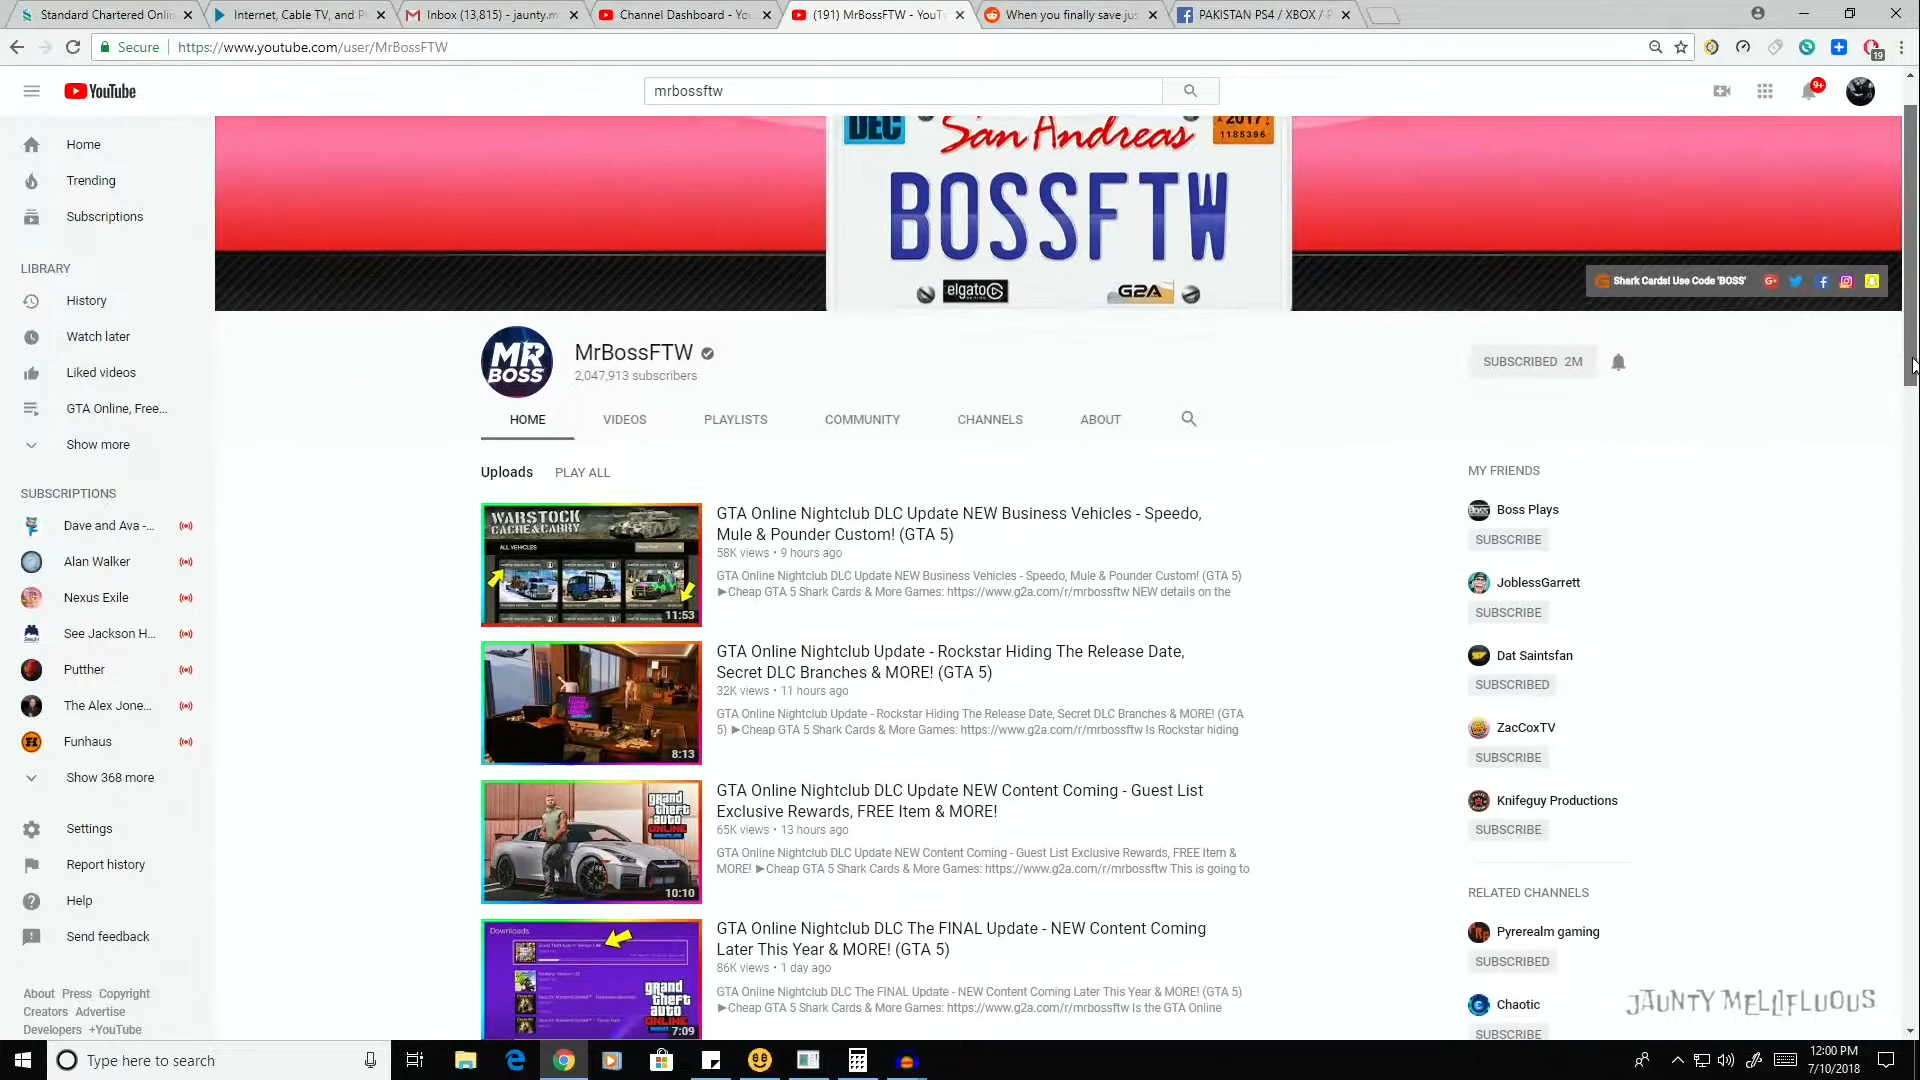 Standard Chartered Onli
Internet, Cable TV, and P
Inbox (13,815) - jaunty.m
Channel Dashboard - Yo
(191) MrBossFTW - YouT
When you finally save jus
PAKISTAN PS4 / XBOX / P
Secure
https://www.youtube.com/user/MrBossFTW
19
YouTube
mrbossftw
9+
Home
Trending
Subscriptions
LIBRARY
History
Watch later
Liked videos
GTA Online, Free...
Show more
SUBSCRIPTIONS
Dave and Ava -...
Alan Walker
Nexus Exile
See Jackson H...
Putther
The Alex Jone...
Funhaus
Show 368 more
Settings
Report history
Help
Send feedback
About Press Copyright
Creators Advertise
Developers +YouTube
DEC
San Andreas
2017
1185396
BOSSFTW
elgato
G2A
Shark Cards! Use Code 'BOSS'
MR
BOSS
MrBossFTW
2,047,913 subscribers
SUBSCRIBED 2M
HOME
VIDEOS
PLAYLISTS
COMMUNITY
CHANNELS
ABOUT
Uploads
PLAY ALL
WARSTOCK
CACHE & CARRY
ALL VEHICLES
11:53
GTA Online Nightclub DLC Update NEW Business Vehicles - Speedo,
Mule & Pounder Custom! (GTA 5)
58K views • 9 hours ago
GTA Online Nightclub DLC Update NEW Business Vehicles - Speedo, Mule & Pounder Custom! (GTA 5)
►Cheap GTA 5 Shark Cards & More Games: https://www.g2a.com/r/mrbossftw NEW details on the
8:13
GTA Online Nightclub Update - Rockstar Hiding The Release Date,
Secret DLC Branches & MORE! (GTA 5)
32K views • 11 hours ago
GTA Online Nightclub Update - Rockstar Hiding The Release Date, Secret DLC Branches & MORE! (GTA
5) ►Cheap GTA 5 Shark Cards & More Games: https://www.g2a.com/r/mrbossftw Is Rockstar hiding
grand
theft
auto
ONLINE
10:10
GTA Online Nightclub DLC Update NEW Content Coming - Guest List
Exclusive Rewards, FREE Item & MORE!
65K views • 13 hours ago
GTA Online Nightclub DLC Update NEW Content Coming - Guest List Exclusive Rewards, FREE Item &
MORE! ►Cheap GTA 5 Shark Cards & More Games: https://www.g2a.com/r/mrbossftw This is going to
Downloads
grand
theft
auto
ONLINE
7:09
GTA Online Nightclub DLC The FINAL Update - NEW Content Coming
Later This Year & MORE! (GTA 5)
86K views • 1 day ago
GTA Online Nightclub DLC The FINAL Update - NEW Content Coming Later This Year & MORE! (GTA 5)
►Cheap GTA 5 Shark Cards & More Games: https://www.g2a.com/r/mrbossftw Is the GTA Online
MY FRIENDS
Boss Plays
SUBSCRIBE
JoblessGarrett
SUBSCRIBE
Dat Saintsfan
SUBSCRIBED
ZacCoxTV
SUBSCRIBE
Knifeguy Productions
SUBSCRIBE
RELATED CHANNELS
Pyrerealm gaming
SUBSCRIBED
Chaotic
SUBSCRIBE
JAUNTY MELLIFLUOUS
Type here to search
12:00 PM
7/10/2018